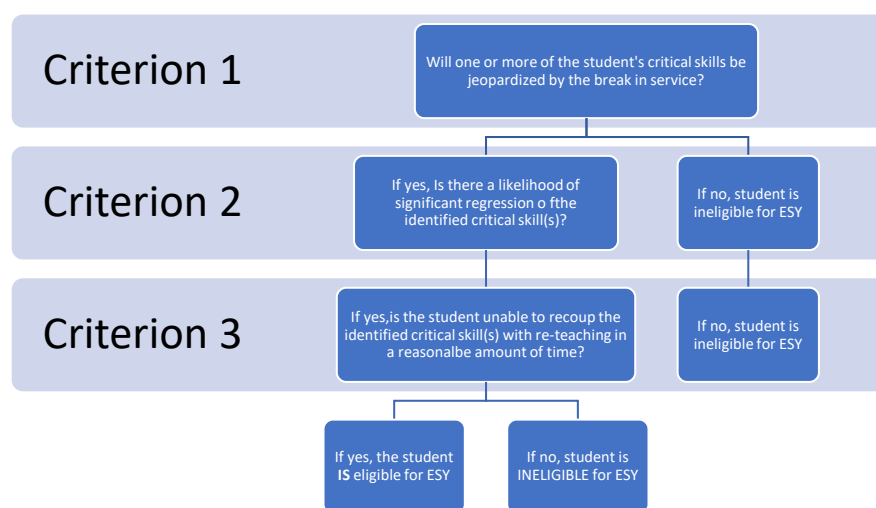 Criterion 1
Will one or more of the student's critical skills be
jeopardized by the break in service?
Criterion 2
If yes, Is there a likelihood of
significant regression o fthe
identified critical skill(s)?
If no, student is
ineligible for ESY
Criterion 3
If yes,is the student unable to recoup the
identified critical skill(s) with re-teaching in
a reasonalbe amount of time?
If no, student is
ineligible for ESY
If yes, the student
IS eligible for ESY
If no, student is
INELIGIBLE for ESY